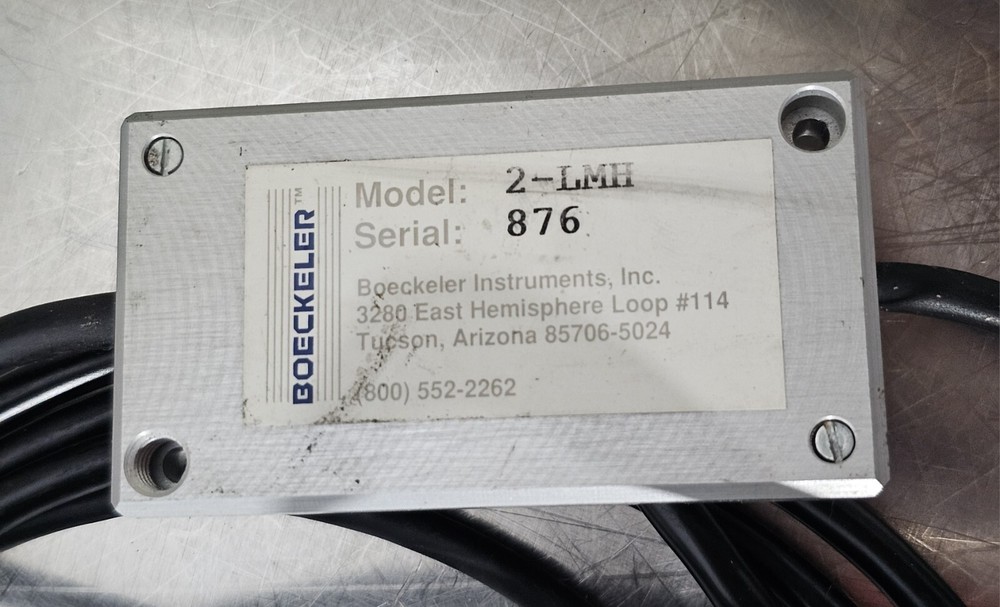 BOECKELER™
Model: 2-LMH
Serial: 876
Boeckeler Instruments, Inc.
3280 East Hemisphere Loop #114
Tucson, Arizona 85706-5024
(800) 552-2262